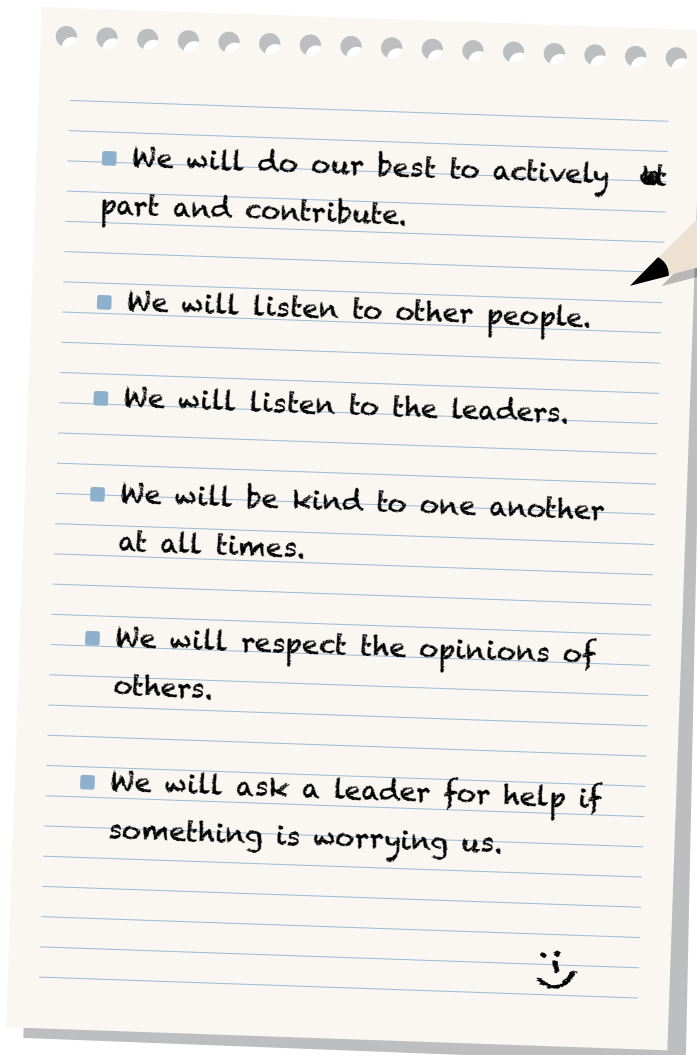 We will do our best to actively
part and contribute.
We will listen to other people.
We will listen to the leaders.
We will be kind to one another
at all times.
We will respect the opinions of
others.
We will ask a leader for help if
something is worrying us.